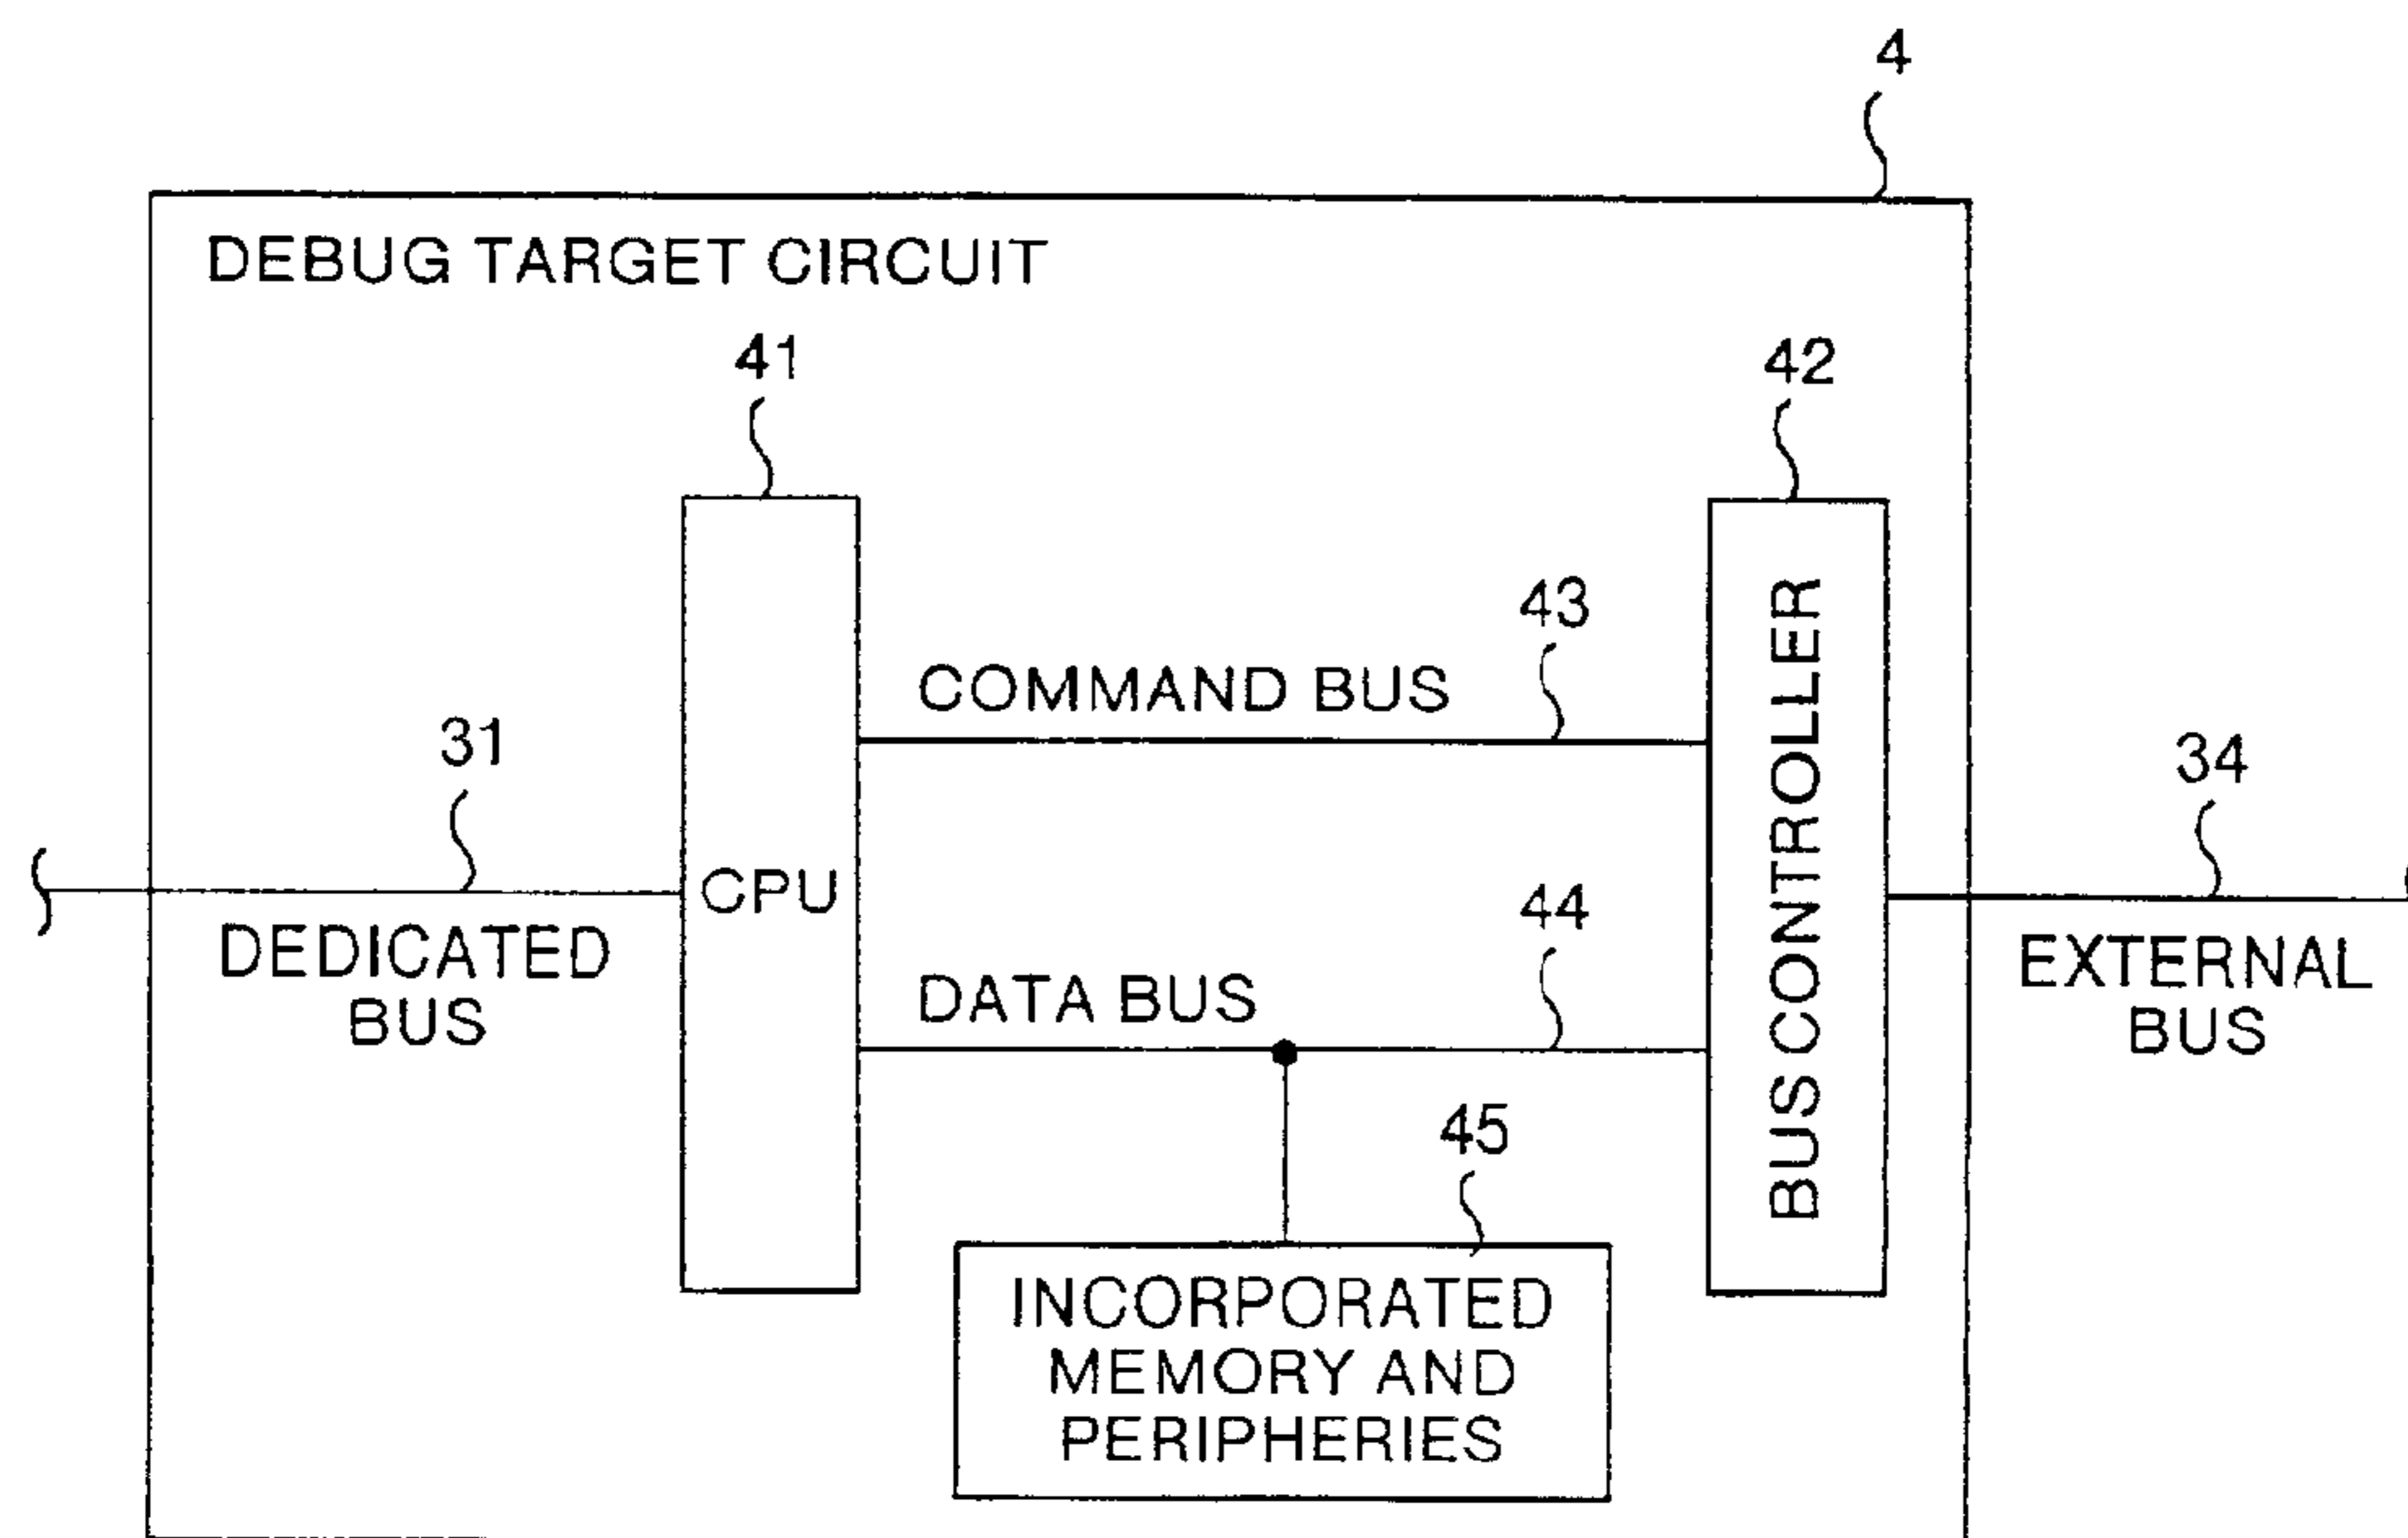 4
DEBUG TARGET CIRCUIT
41
42
43
COMMAND BUS
31
34
CPU
BUS CONTROLLER
44
DEDICATED
BUS
EXTERNAL
BUS
DATA BUS
45
INCORPORATED
MEMORY AND
PERIPHERIES